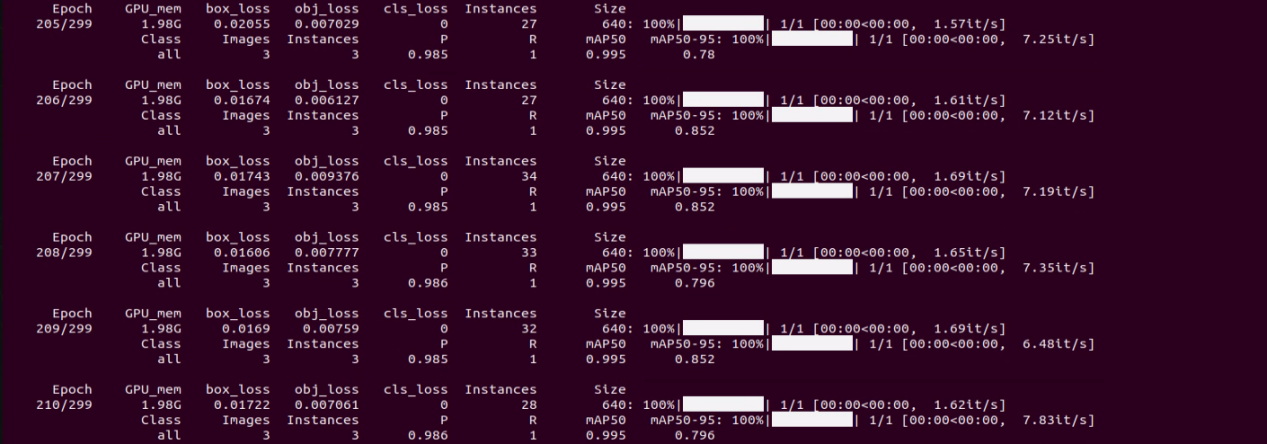 Epoch GPU_mem box_loss obj_loss cls_loss Instances Size
205/299 1.98G 0.02055 0.007029 0 27 640: 100%|██████████| 1/1 [00:00<00:00, 1.57it/s]
Class Images Instances P R mAP50 mAP50-95: 100%|██████████| 1/1 [00:00<00:00, 7.25it/s]
all 3 3 0.985 1 0.995 0.78
Epoch GPU_mem box_loss obj_loss cls_loss Instances Size
206/299 1.98G 0.01674 0.006127 0 27 640: 100%|██████████| 1/1 [00:00<00:00, 1.61it/s]
Class Images Instances P R mAP50 mAP50-95: 100%|██████████| 1/1 [00:00<00:00, 7.12it/s]
all 3 3 0.985 1 0.995 0.852
Epoch GPU_mem box_loss obj_loss cls_loss Instances Size
207/299 1.98G 0.01743 0.009376 0 34 640: 100%|██████████| 1/1 [00:00<00:00, 1.69it/s]
Class Images Instances P R mAP50 mAP50-95: 100%|██████████| 1/1 [00:00<00:00, 7.19it/s]
all 3 3 0.985 1 0.995 0.852
Epoch GPU_mem box_loss obj_loss cls_loss Instances Size
208/299 1.98G 0.01606 0.007777 0 33 640: 100%|██████████| 1/1 [00:00<00:00, 1.65it/s]
Class Images Instances P R mAP50 mAP50-95: 100%|██████████| 1/1 [00:00<00:00, 7.35it/s]
all 3 3 0.986 1 0.995 0.796
Epoch GPU_mem box_loss obj_loss cls_loss Instances Size
209/299 1.98G 0.0169 0.00759 0 32 640: 100%|██████████| 1/1 [00:00<00:00, 1.69it/s]
Class Images Instances P R mAP50 mAP50-95: 100%|██████████| 1/1 [00:00<00:00, 6.48it/s]
all 3 3 0.985 1 0.995 0.852
Epoch GPU_mem box_loss obj_loss cls_loss Instances Size
210/299 1.98G 0.01722 0.007061 0 28 640: 100%|██████████| 1/1 [00:00<00:00, 1.62it/s]
Class Images Instances P R mAP50 mAP50-95: 100%|██████████| 1/1 [00:00<00:00, 7.83it/s]
all 3 3 0.986 1 0.995 0.796